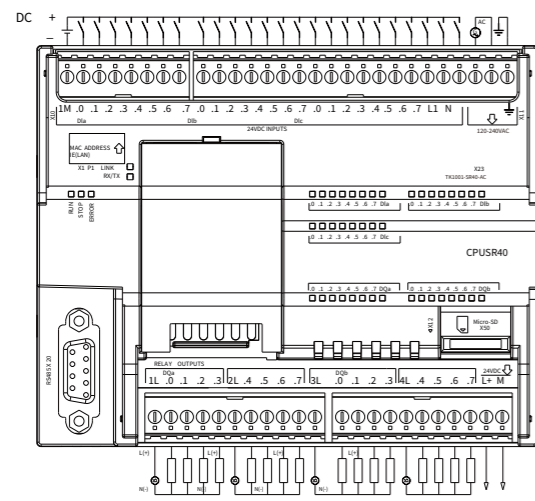 DC + AC
–
1M .0 .1 .2 .3 .4 .5 .6 .7 .0 .1 .2 .3 .4 .5 .6 .7 .0 .1 .2 .3 .4 .5 .6 .7 L1 N
X10 DIa DIb DIc X11
24VDC INPUTS 120-240VAC
MAC ADDRESS
IE(LAN)
X1 P1 LINK
RX/TX
X23
TK1001-SR40-AC
RUN
STOP
ERROR
.0 .1 .2 .3 .4 .5 .6 .7 DIa .0 .1 .2 .3 .4 .5 .6 .7 DIb
.0 .1 .2 .3 .4 .5 .6 .7 DIc
CPUSR40
.0 .1 .2 .3 .4 .5 .6 .7 DQa .0 .1 .2 .3 .4 .5 .6 .7 DQb
X12
Micro-SD
X50
RS485X 20
RELAY OUTPUTS
DQa DQb 24VDC
1L .0 .1 .2 .3 2L .4 .5 .6 .7 3L .0 .1 .2 .3 4L .4 .5 .6 .7 L+ M
L(+) L(+) L(+) L(+)
N(-) N(-) N(-) N(-)